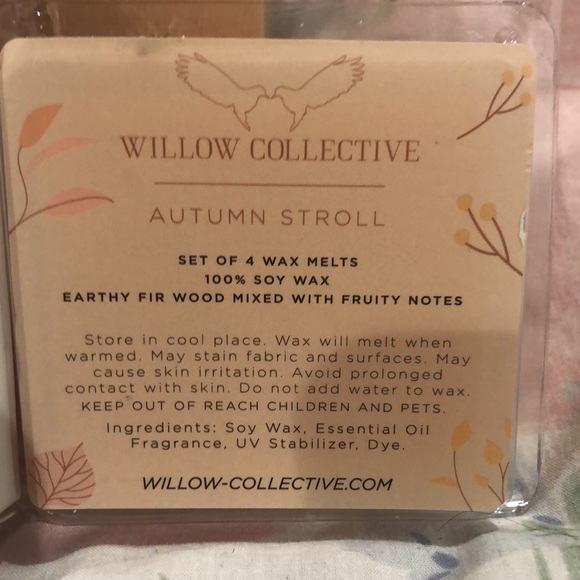 WILLOW COLLECTIVE
AUTUMN STROLL
SET OF 4 WAX MELTS
100% SOY WAX
EARTHY FIR WOOD MIXED WITH FRUITY NOTES
Store in cool place. Wax will melt when
warmed. May stain fabric and surfaces. May
cause skin irritation. Avoid prolonged
contact with skin. Do not add water to wax.
KEEP OUT OF REACH CHILDREN AND PETS.
Ingredients: Soy Wax, Essential Oil
Fragrance, UV Stabilizer, Dye.
WILLOW-COLLECTIVE.COM